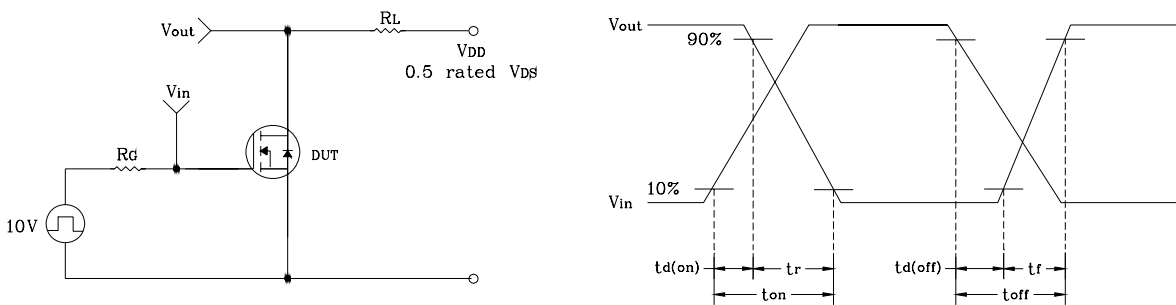 Vout
RL
VDD
0.5 rated VDS
Vin
RG
DUT
10V
Vout
90%
10%
Vin
td(on)
tr
td(off)
tf
ton
toff